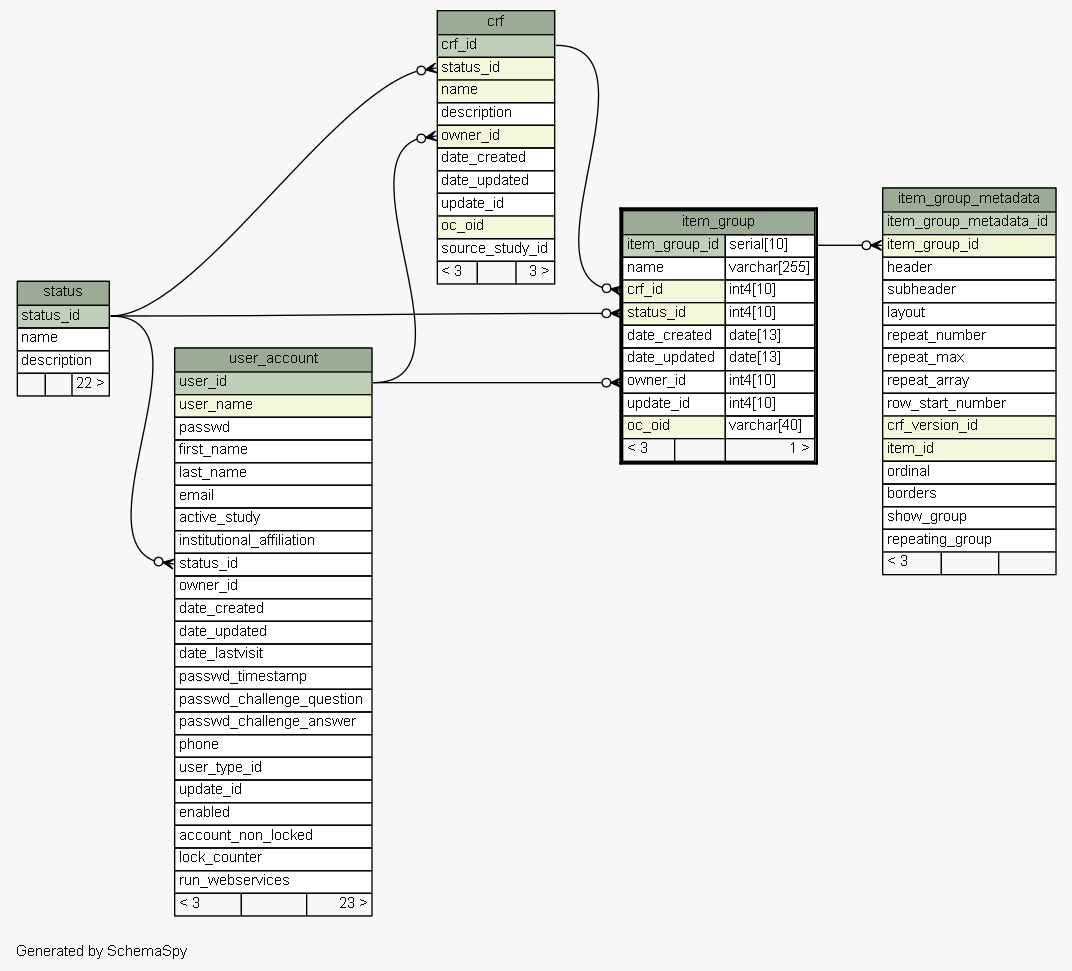 crf
crf_id
status_id
name
description
owner_id
date_created
date_updated
update_id
oc_oid
source_study_id
< 3 3 >
item_group
item_group_id serial[10]
name varchar[255]
crf_id int4[10]
status_id int4[10]
date_created date[13]
date_updated date[13]
owner_id int4[10]
update_id int4[10]
oc_oid varchar[40]
< 3 1 >
item_group_metadata
item_group_metadata_id
item_group_id
header
subheader
layout
repeat_number
repeat_max
repeat_array
row_start_number
crf_version_id
item_id
ordinal
borders
show_group
repeating_group
< 3
status
status_id
name
description
22 >
user_account
user_id
user_name
passwd
first_name
last_name
email
active_study
institutional_affiliation
status_id
owner_id
date_created
date_updated
date_lastvisit
passwd_timestamp
passwd_challenge_question
passwd_challenge_answer
phone
user_type_id
update_id
enabled
account_non_locked
lock_counter
run_webservices
< 3 23 >
Generated by SchemaSpy